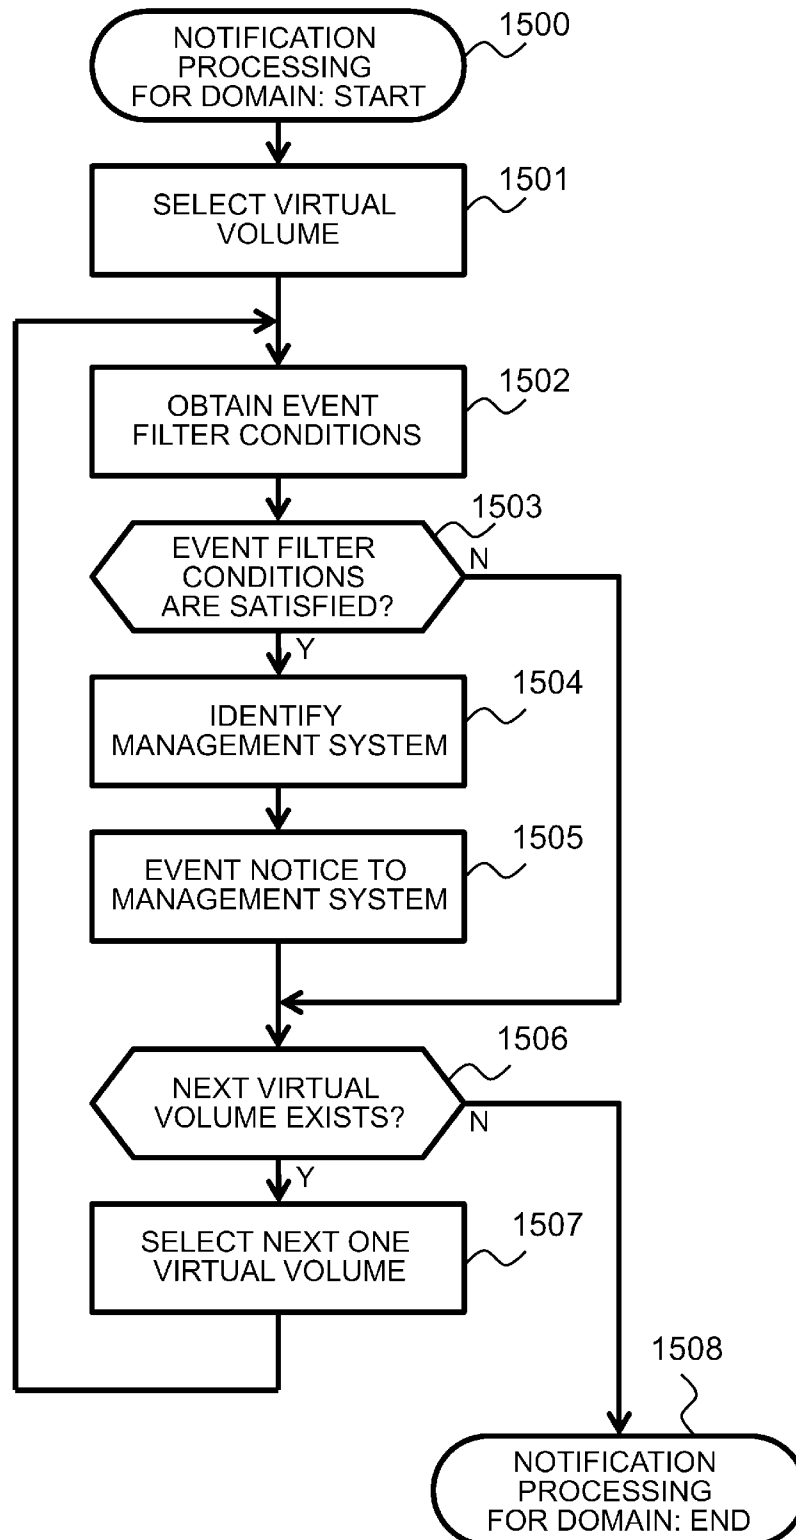 NOTIFICATION
PROCESSING
FOR DOMAIN: START
1500
SELECT VIRTUAL
VOLUME
1501
OBTAIN EVENT
FILTER CONDITIONS
1502
EVENT FILTER
CONDITIONS
ARE SATISFIED?
1503
N
Y
IDENTIFY
MANAGEMENT SYSTEM
1504
EVENT NOTICE TO
MANAGEMENT SYSTEM
1505
NEXT VIRTUAL
VOLUME EXISTS?
1506
N
Y
SELECT NEXT ONE
VIRTUAL VOLUME
1507
1508
NOTIFICATION
PROCESSING
FOR DOMAIN: END